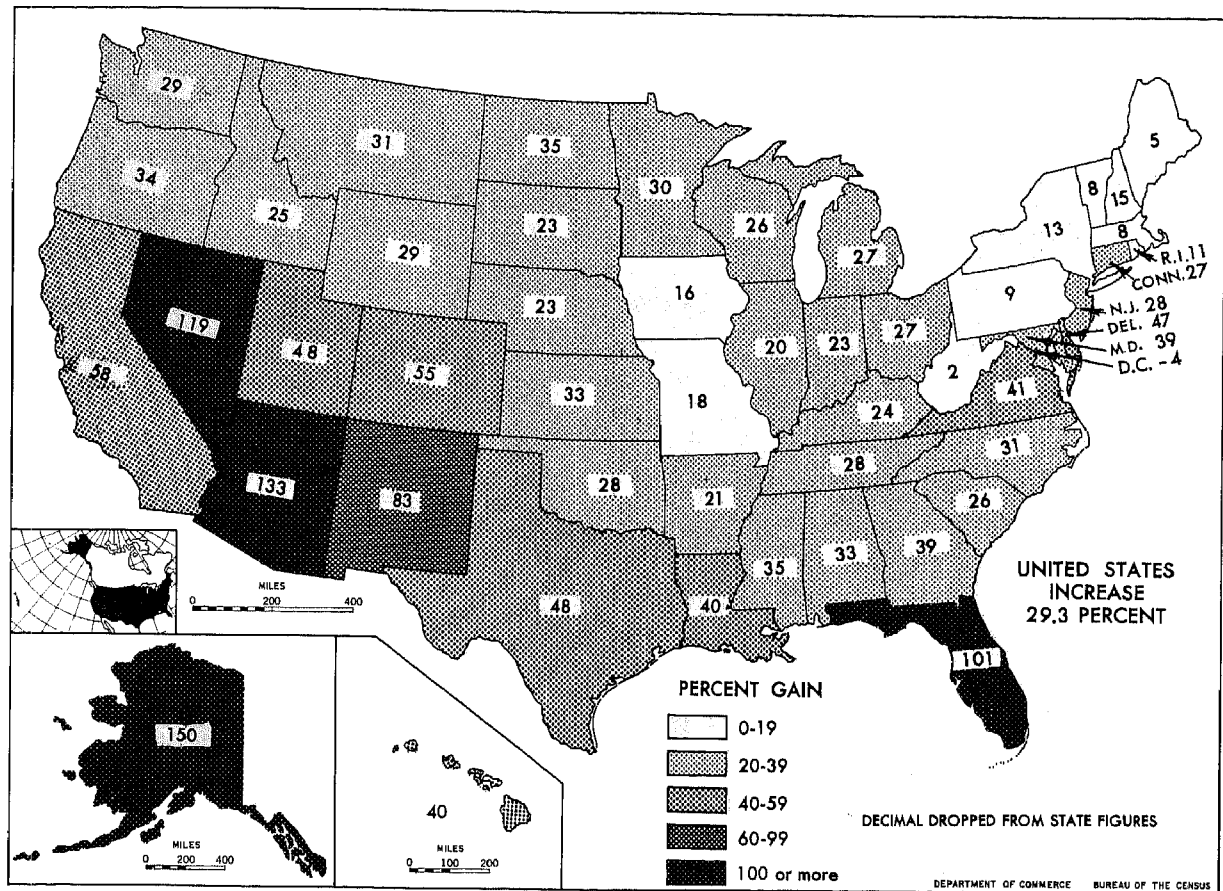 29
31
35
30
5
34
25
29
23
26
27
13
8
15
8
R.I. 11
CONN. 27
119
48
55
23
16
20
23
27
9
N.J. 28
DEL. 47
M.D. 39
D.C. -4
58
33
18
24
2
41
133
83
28
21
28
31
26
48
40
35
33
39
101
UNITED STATES
INCREASE
29.3 PERCENT
MILES
0 200 400
150
MILES
0 200 400
40
MILES
0 100 200
PERCENT GAIN
0-19
20-39
40-59
60-99
100 or more
DECIMAL DROPPED FROM STATE FIGURES
DEPARTMENT OF COMMERCE BUREAU OF THE CENSUS